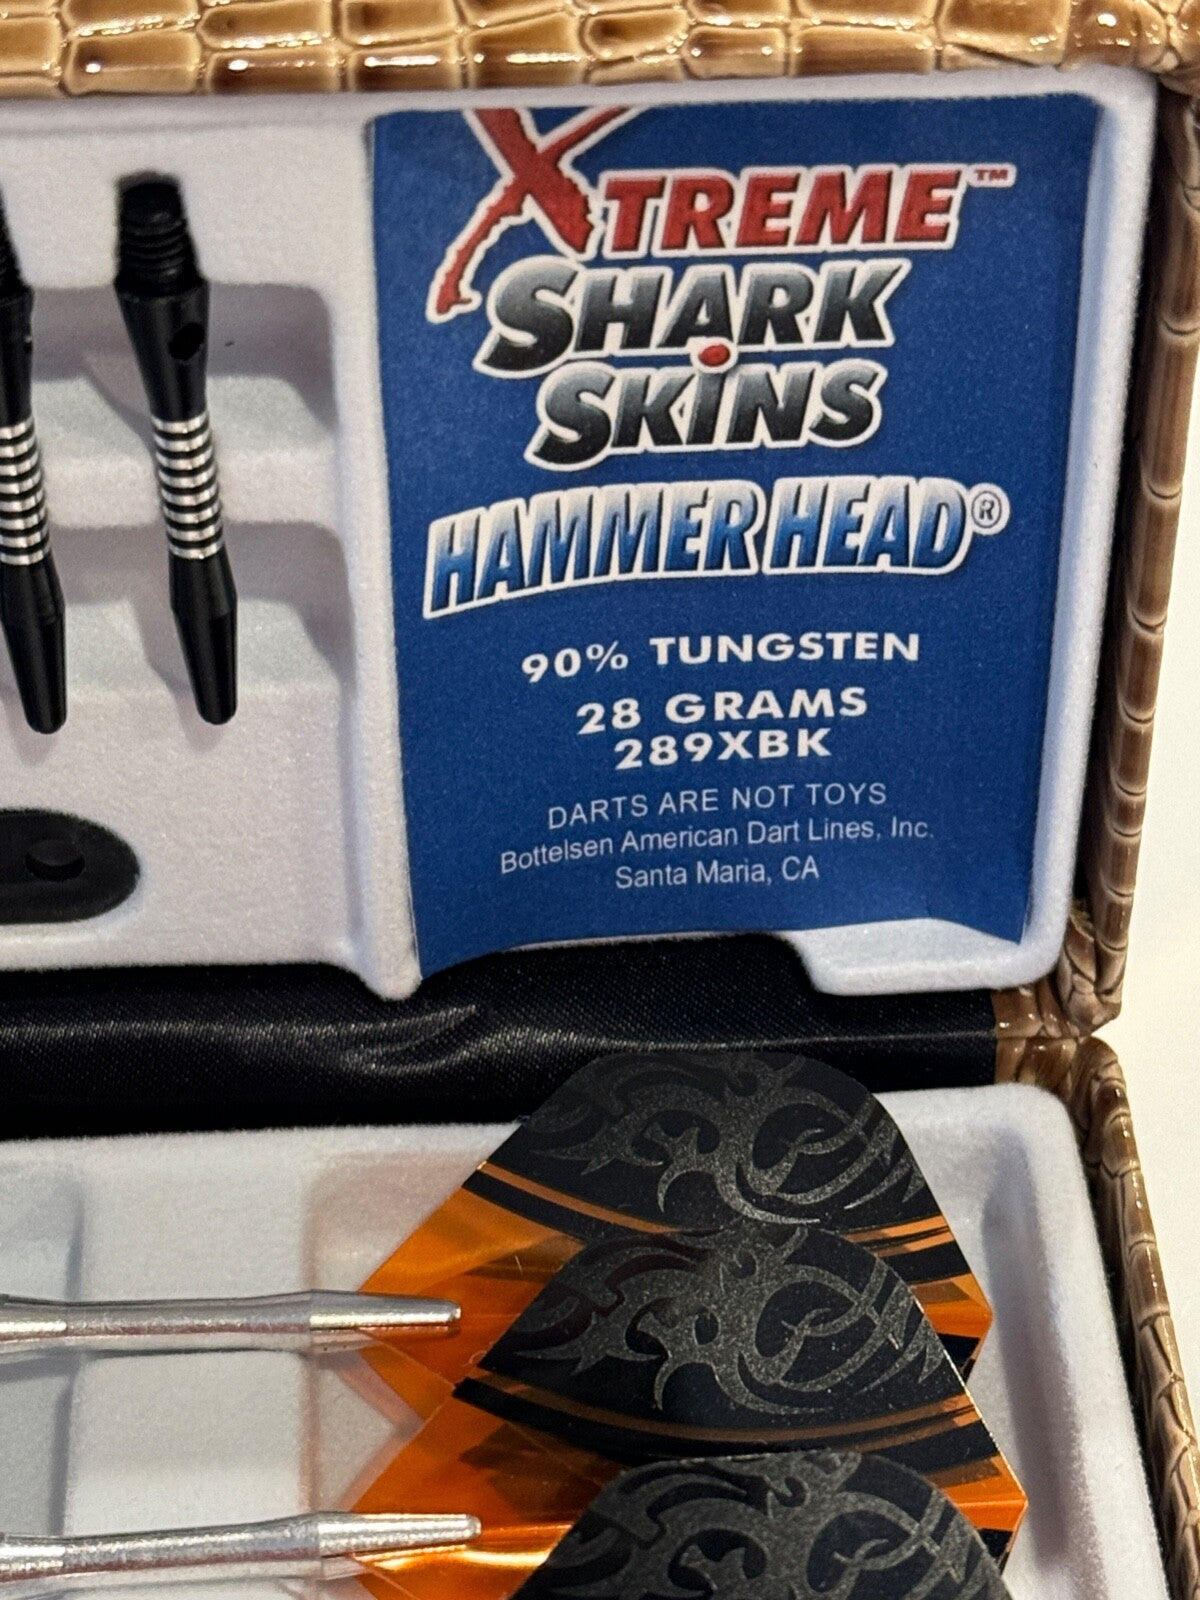 XTREME™
SHARK
SKINS
HAMMER HEAD®
90% TUNGSTEN
28 GRAMS
289XBK
DARTS ARE NOT TOYS
Bottelsen American Dart Lines, Inc.
Santa Maria, CA